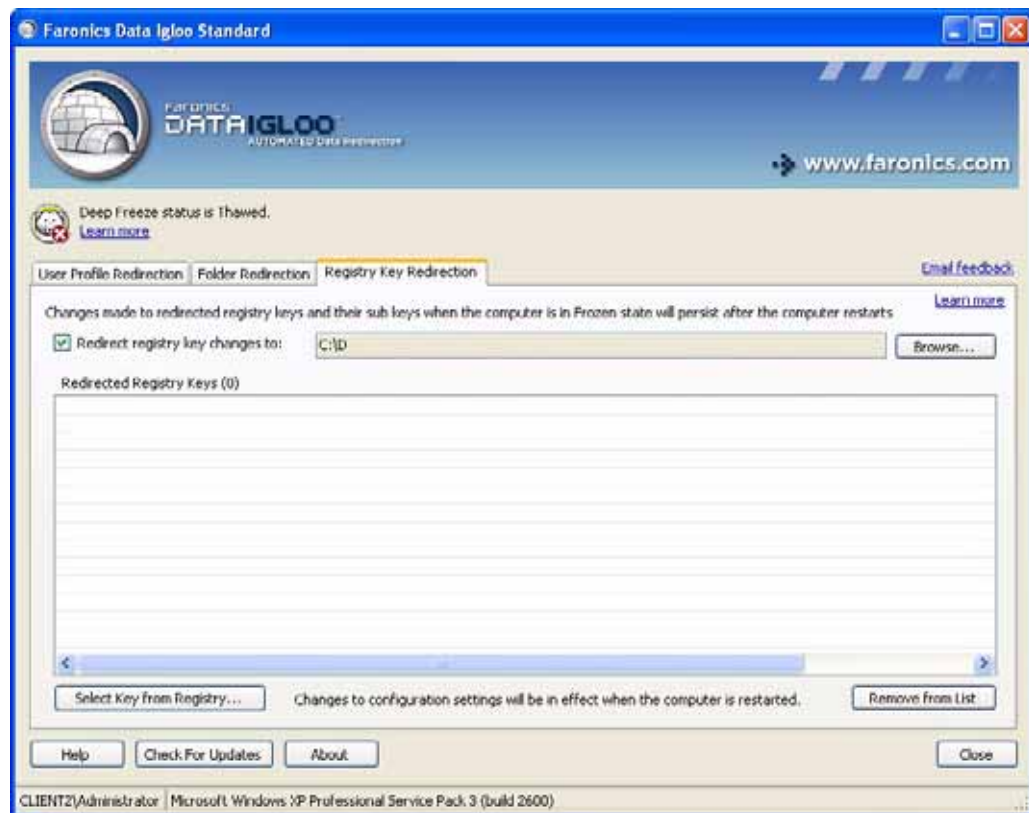 Faronics Data Igloo Standard
FARONICS
DATAIGLOO
AUTOMATED Data Redirection
www.faronics.com
Deep Freeze status is Thawed.
Learn more
User Profile Redirection Folder Redirection Registry Key Redirection Email feedback
Learn more
Changes made to redirected registry keys and their sub keys when the computer is in Frozen state will persist after the computer restarts
Redirect registry key changes to: C:\D Browse...
Redirected Registry Keys (0)
Select Key from Registry... Changes to configuration settings will be in effect when the computer is restarted. Remove from List
Help Check For Updates About Close
CLIENT2\Administrator Microsoft Windows XP Professional Service Pack 3 (build 2600)